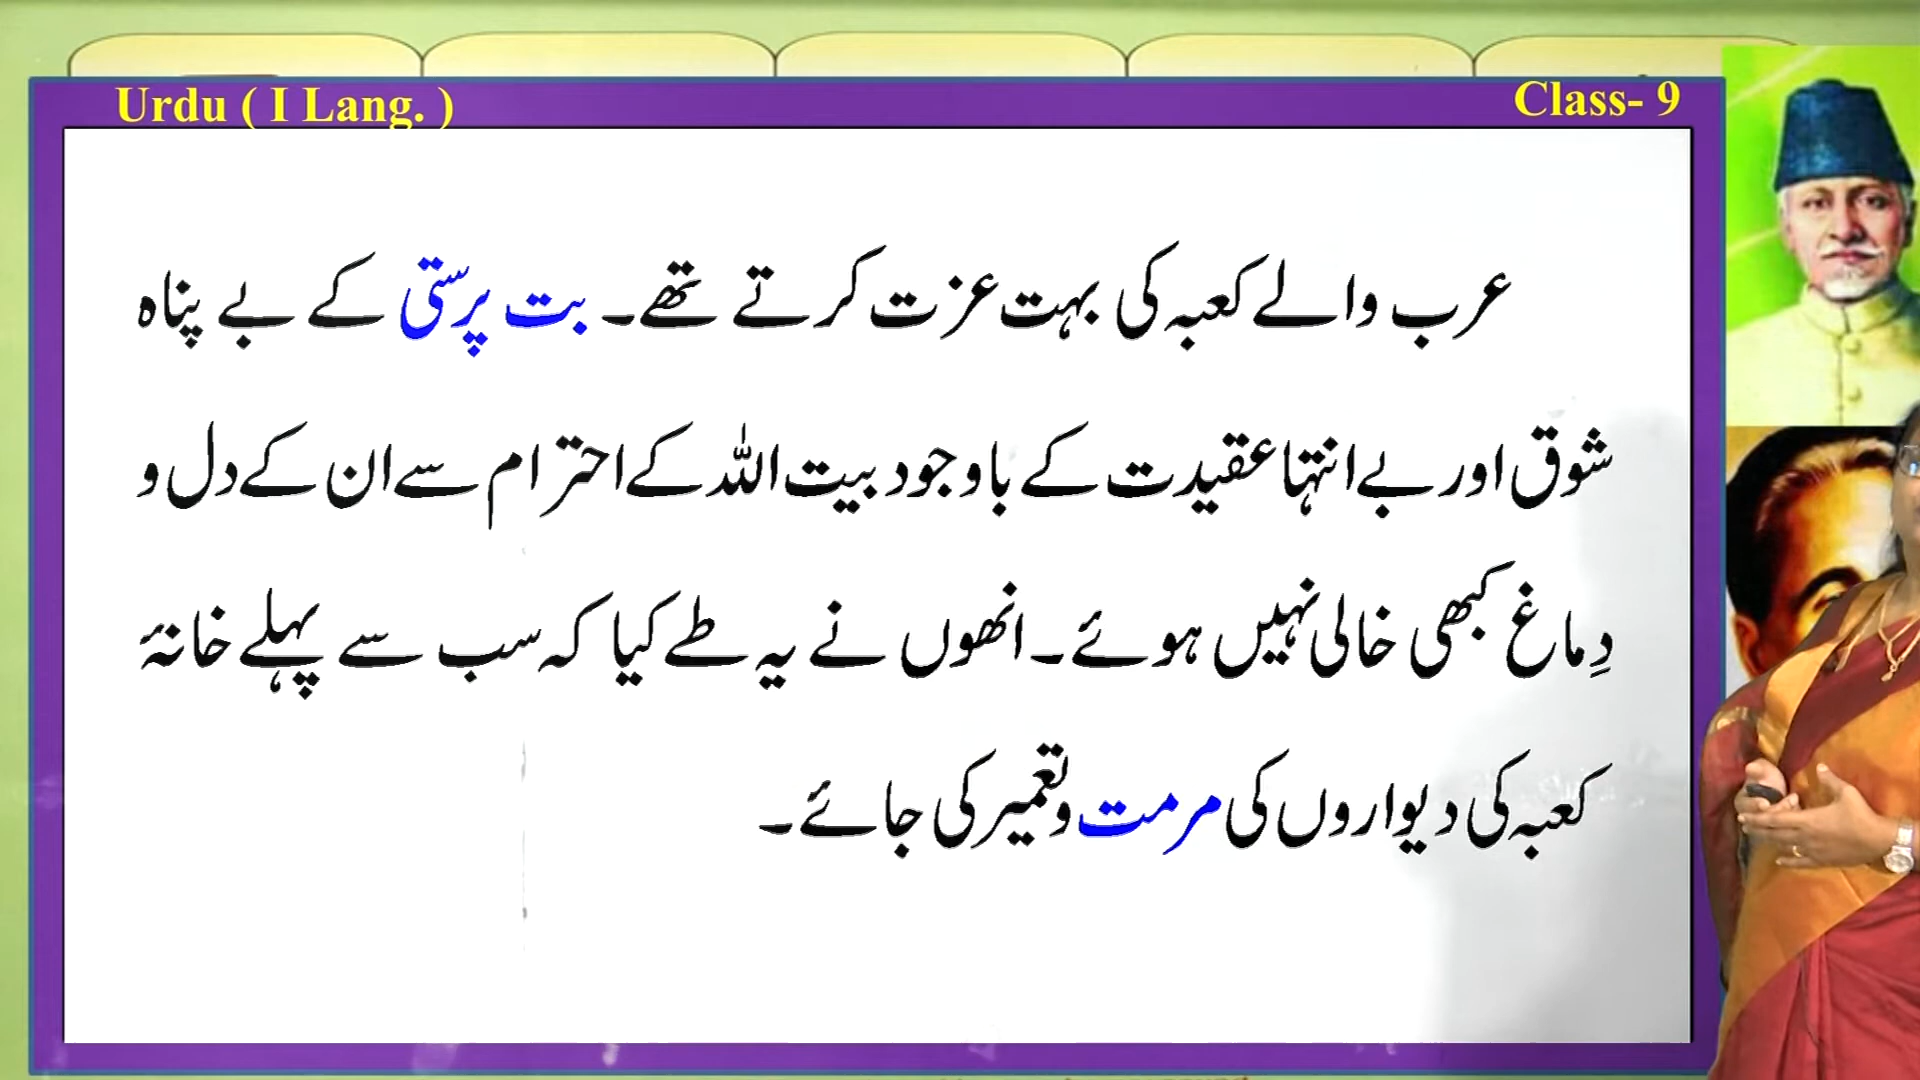 Urdu ( I Lang. )
Class- 9
عرب والے کعبہ کی بہت عزت کرتے تھے۔ بت پرستی کے بے پناہ
شوق اور بے انتہا عقیدت کے باوجود بیت اللہ کے احترام سے ان کے دل و
دِماغ کبھی خالی نہیں ہوئے۔ انھوں نے یہ طے کیا کہ سب سے پہلے خانۂ
کعبہ کی دیواروں کی مرمت و تعمیر کی جائے۔